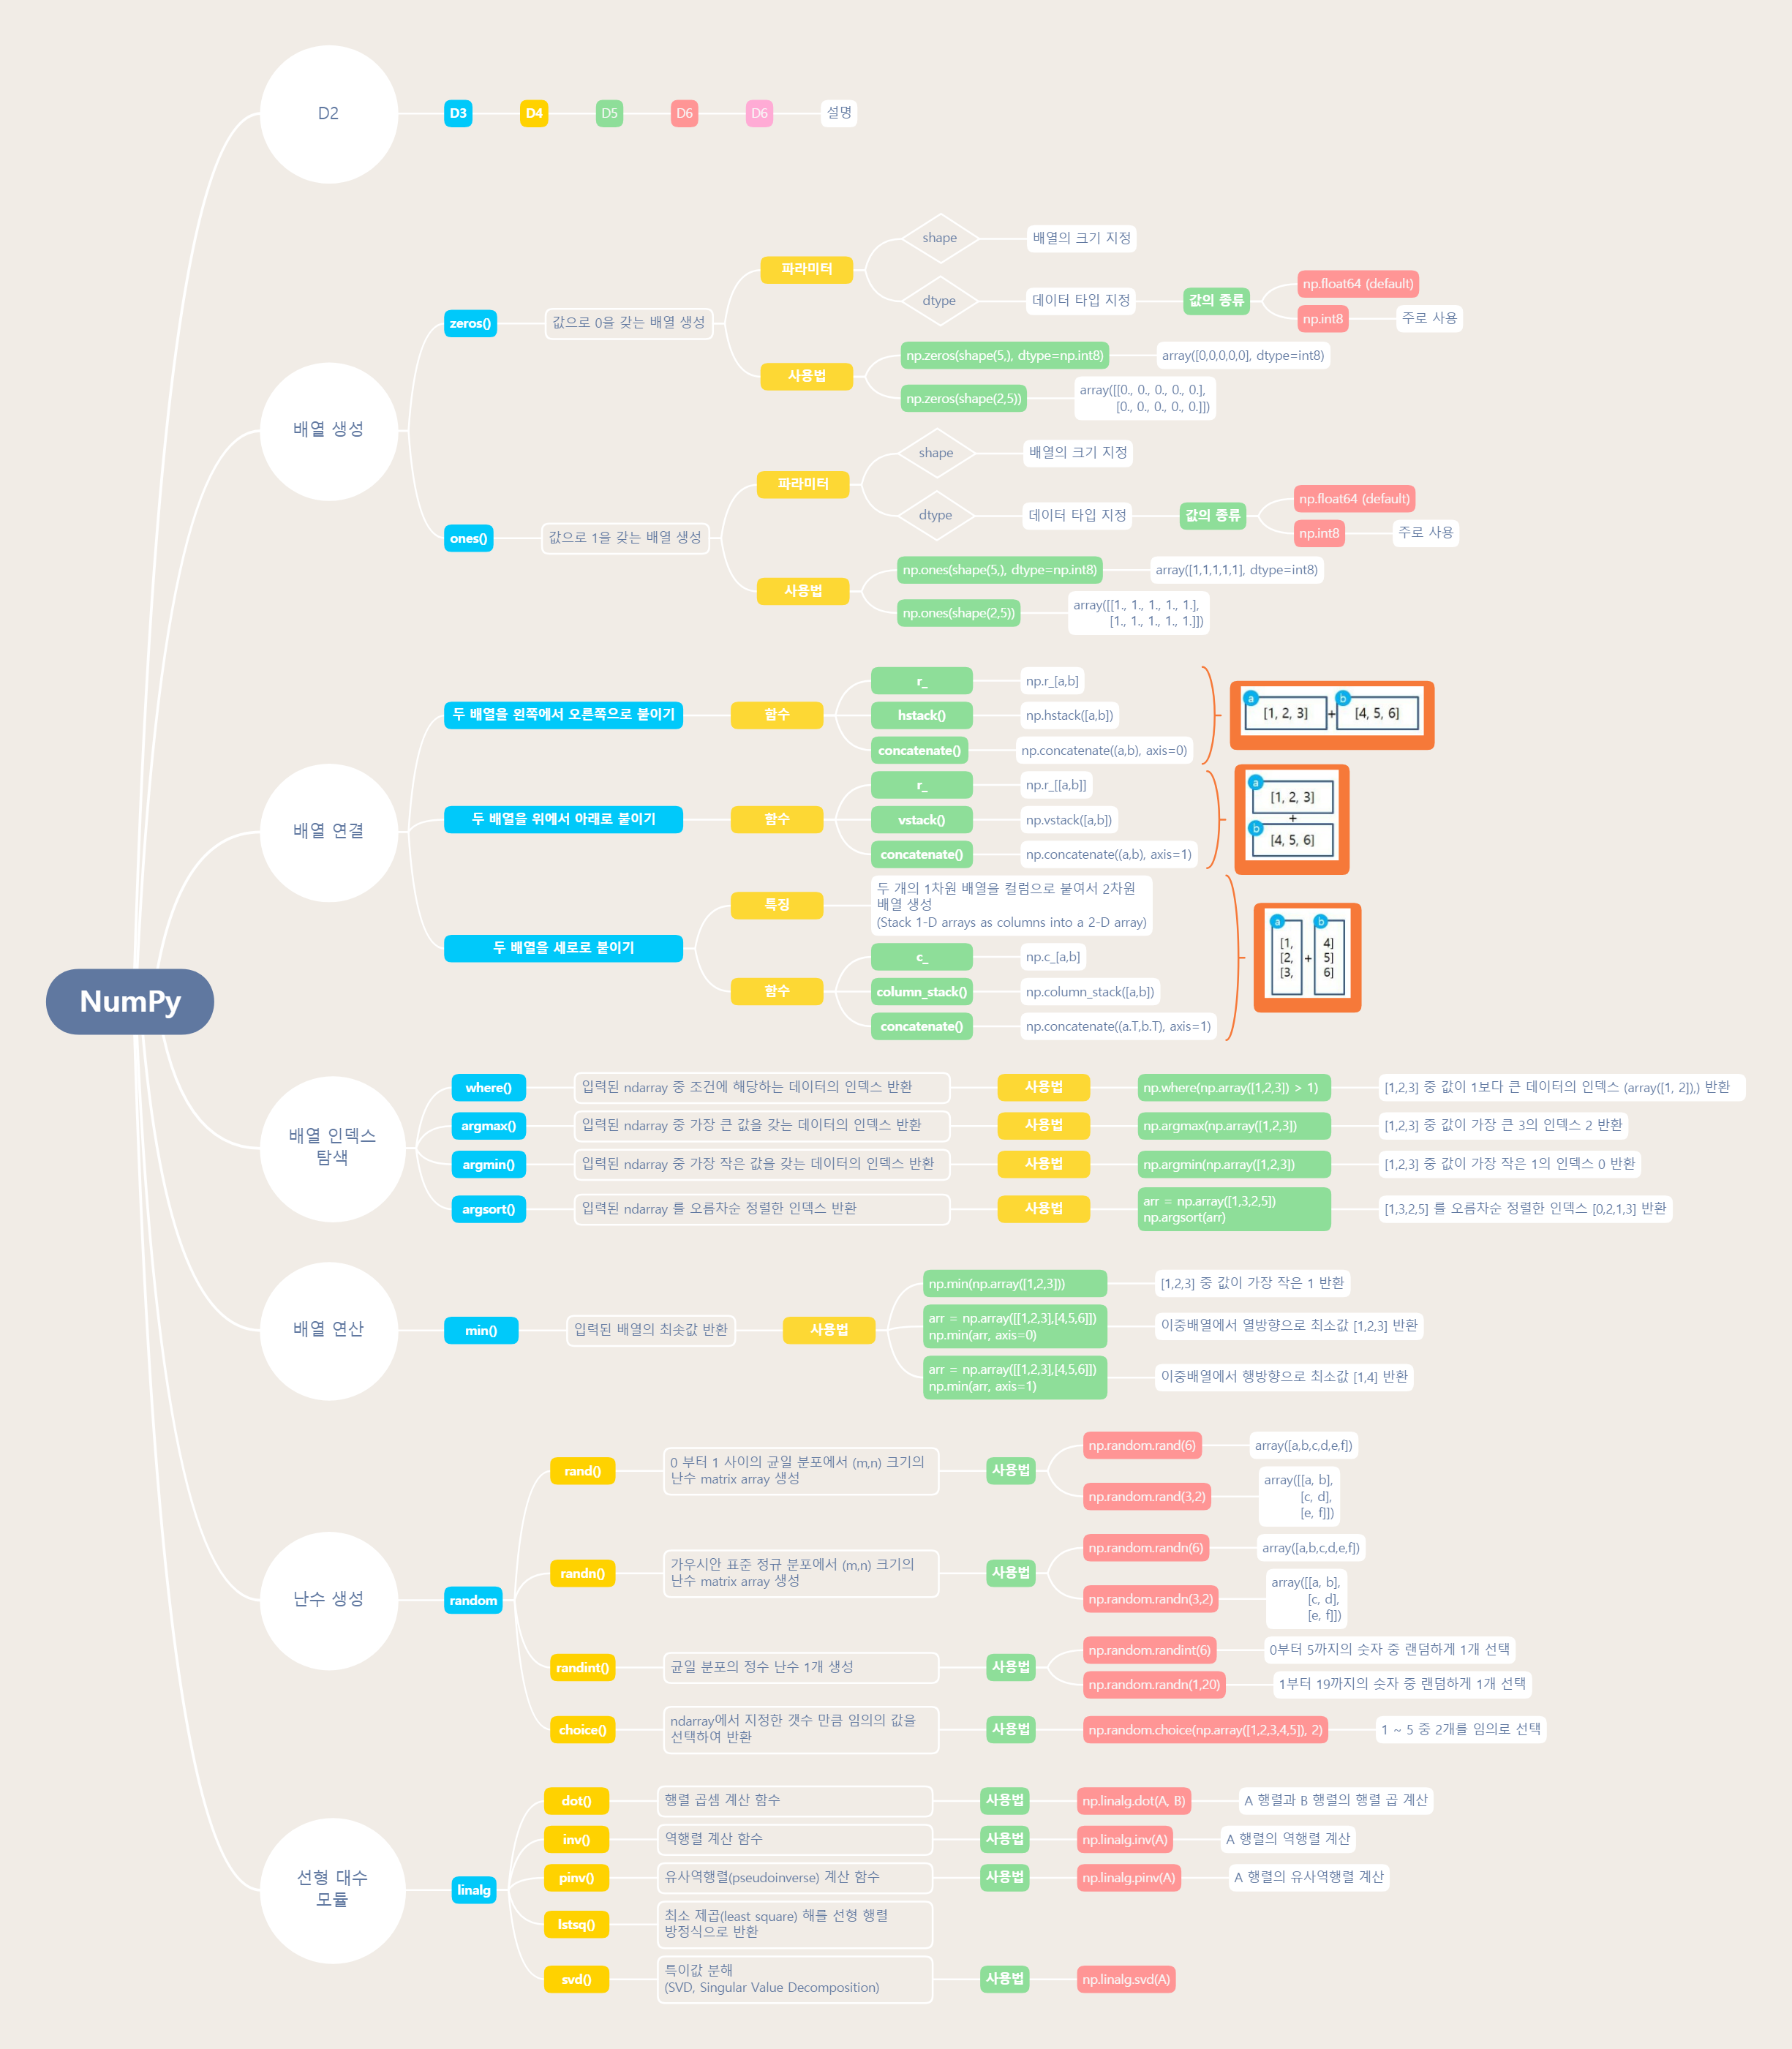 D2
D3
D4
D5
D6
D6
설명
배열 생성
zeros()
값으로 0을 갖는 배열 생성
파라미터
shape
배열의 크기 지정
dtype
데이터 타입 지정
값의 종류
np.float64 (default)
np.int8
주로 사용
사용법
np.zeros(shape(5,), dtype=np.int8)
array([0,0,0,0,0], dtype=int8)
np.zeros(shape(2,5))
array([[0., 0., 0., 0., 0.],
[0., 0., 0., 0., 0.]])
ones()
값으로 1을 갖는 배열 생성
파라미터
shape
배열의 크기 지정
dtype
데이터 타입 지정
값의 종류
np.float64 (default)
np.int8
주로 사용
사용법
np.ones(shape(5,), dtype=np.int8)
array([1,1,1,1,1], dtype=int8)
np.ones(shape(2,5))
array([[1., 1., 1., 1., 1.],
[1., 1., 1., 1., 1.]])
배열 연결
두 배열을 왼쪽에서 오른쪽으로 붙이기
함수
r_
np.r_[a,b]
hstack()
np.hstack([a,b])
concatenate()
np.concatenate((a,b), axis=0)
a
[1, 2, 3]
+
b
[4, 5, 6]
두 배열을 위에서 아래로 붙이기
함수
r_
np.r_[[a,b]]
vstack()
np.vstack([a,b])
concatenate()
np.concatenate((a,b), axis=1)
a
[1, 2, 3]
+
b
[4, 5, 6]
두 배열을 세로로 붙이기
특징
두 개의 1차원 배열을 컬럼으로 붙여서 2차원
배열 생성
(Stack 1-D arrays as columns into a 2-D array)
함수
c_
np.c_[a,b]
column_stack()
np.column_stack([a,b])
concatenate()
np.concatenate((a.T,b.T), axis=1)
a
[1,
[2,
[3,
+
b
4]
5]
6]
NumPy
배열 인덱스
탐색
where()
입력된 ndarray 중 조건에 해당하는 데이터의 인덱스 반환
사용법
np.where(np.array([1,2,3]) > 1)
[1,2,3] 중 값이 1보다 큰 데이터의 인덱스 (array([1, 2]),) 반환
argmax()
입력된 ndarray 중 가장 큰 값을 갖는 데이터의 인덱스 반환
사용법
np.argmax(np.array([1,2,3])
[1,2,3] 중 값이 가장 큰 3의 인덱스 2 반환
argmin()
입력된 ndarray 중 가장 작은 값을 갖는 데이터의 인덱스 반환
사용법
np.argmin(np.array([1,2,3])
[1,2,3] 중 값이 가장 작은 1의 인덱스 0 반환
argsort()
입력된 ndarray 를 오름차순 정렬한 인덱스 반환
사용법
arr = np.array([1,3,2,5])
np.argsort(arr)
[1,3,2,5] 를 오름차순 정렬한 인덱스 [0,2,1,3] 반환
배열 연산
min()
입력된 배열의 최솟값 반환
사용법
np.min(np.array([1,2,3]))
[1,2,3] 중 값이 가장 작은 1 반환
arr = np.array([[1,2,3],[4,5,6]])
np.min(arr, axis=0)
이중배열에서 열방향으로 최소값 [1,2,3] 반환
arr = np.array([[1,2,3],[4,5,6]])
np.min(arr, axis=1)
이중배열에서 행방향으로 최소값 [1,4] 반환
난수 생성
random
rand()
0 부터 1 사이의 균일 분포에서 (m,n) 크기의
난수 matrix array 생성
사용법
np.random.rand(6)
array([a,b,c,d,e,f])
np.random.rand(3,2)
array([[a, b],
[c, d],
[e, f]])
randn()
가우시안 표준 정규 분포에서 (m,n) 크기의
난수 matrix array 생성
사용법
np.random.randn(6)
array([a,b,c,d,e,f])
np.random.randn(3,2)
array([[a, b],
[c, d],
[e, f]])
randint()
균일 분포의 정수 난수 1개 생성
사용법
np.random.randint(6)
0부터 5까지의 숫자 중 랜덤하게 1개 선택
np.random.randn(1,20)
1부터 19까지의 숫자 중 랜덤하게 1개 선택
choice()
ndarray에서 지정한 갯수 만큼 임의의 값을
선택하여 반환
사용법
np.random.choice(np.array([1,2,3,4,5]), 2)
1 ~ 5 중 2개를 임의로 선택
선형 대수
모듈
linalg
dot()
행렬 곱셈 계산 함수
사용법
np.linalg.dot(A, B)
A 행렬과 B 행렬의 행렬 곱 계산
inv()
역행렬 계산 함수
사용법
np.linalg.inv(A)
A 행렬의 역행렬 계산
pinv()
유사역행렬(pseudoinverse) 계산 함수
사용법
np.linalg.pinv(A)
A 행렬의 유사역행렬 계산
lstsq()
최소 제곱(least square) 해를 선형 행렬
방정식으로 반환
svd()
특이값 분해
(SVD, Singular Value Decomposition)
사용법
np.linalg.svd(A)